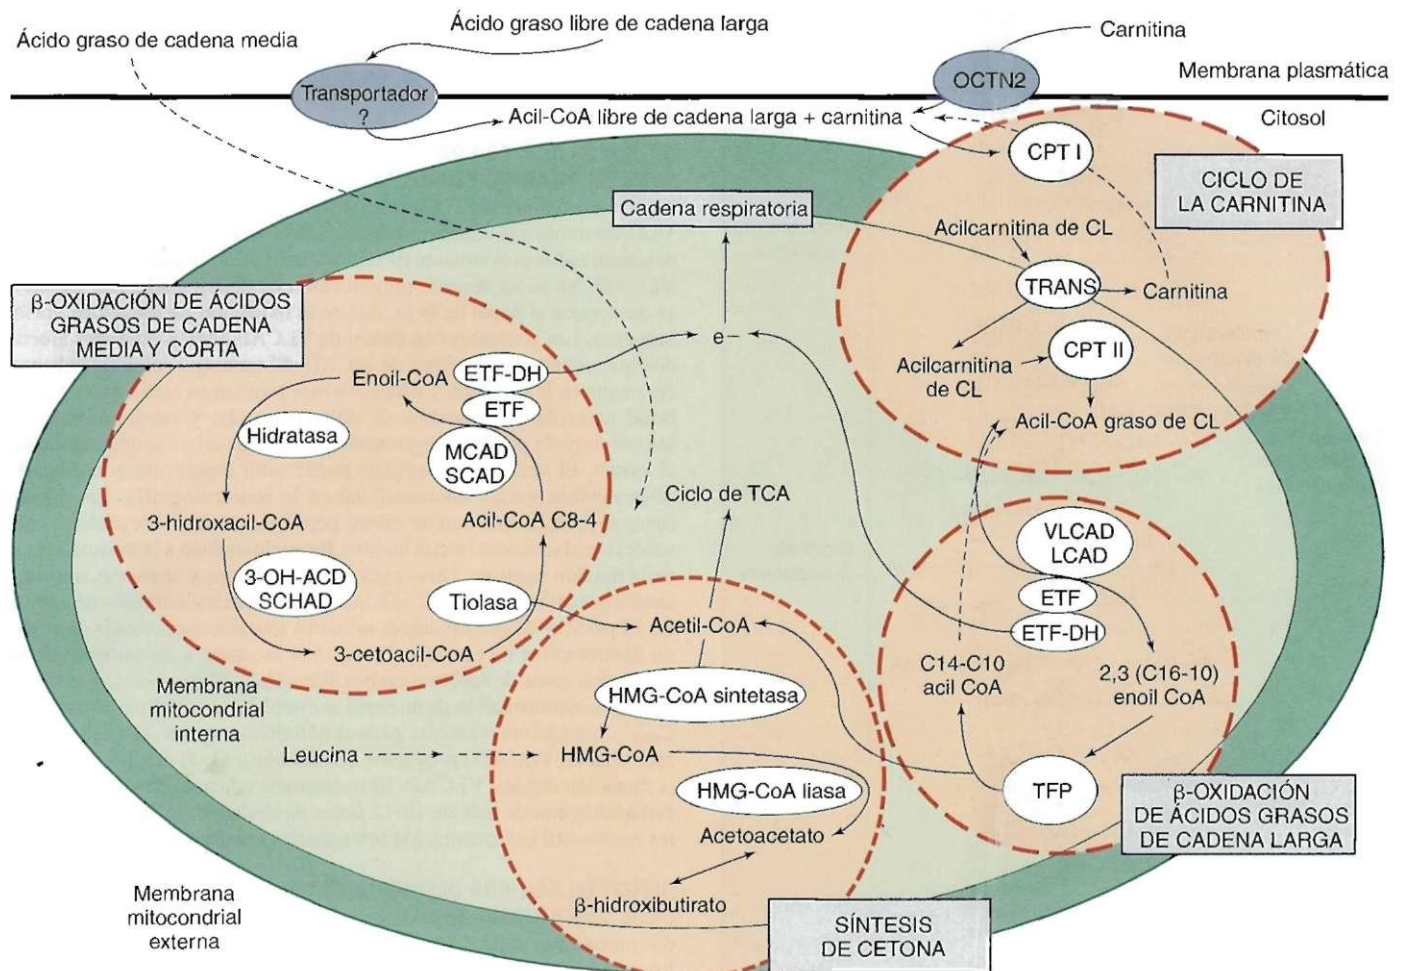 Ácido graso de cadena media
Ácido graso libre de cadena larga
Carnitina
Transportador
?
OCTN2
Membrana plasmática
Acil-CoA libre de cadena larga + carnitina
Citosol
CPT I
CICLO DE
LA CARNITINA
Cadena respiratoria
Acilcarnitina de CL
TRANS
Carnitina
β-OXIDACIÓN DE ÁCIDOS
GRASOS DE CADENA
MEDIA Y CORTA
e−
CPT II
Acilcarnitina
de CL
Acil-CoA graso de CL
Enoil-CoA
ETF-DH
ETF
Hidratasa
MCAD
SCAD
Ciclo de TCA
3-hidroxacil-CoA
Acil-CoA C8-4
VLCAD
LCAD
ETF
ETF-DH
3-OH-ACD
SCHAD
Tiolasa
Acetil-CoA
3-cetoacil-CoA
C14-C10
acil CoA
2,3 (C16-10)
enoil CoA
Membrana
mitocondrial
interna
HMG-CoA sintetasa
Leucina
HMG-CoA
HMG-CoA liasa
TFP
β-OXIDACIÓN
DE ÁCIDOS GRASOS
DE CADENA LARGA
Acetoacetato
β-hidroxibutirato
Membrana
mitocondrial
externa
SÍNTESIS
DE CETONA